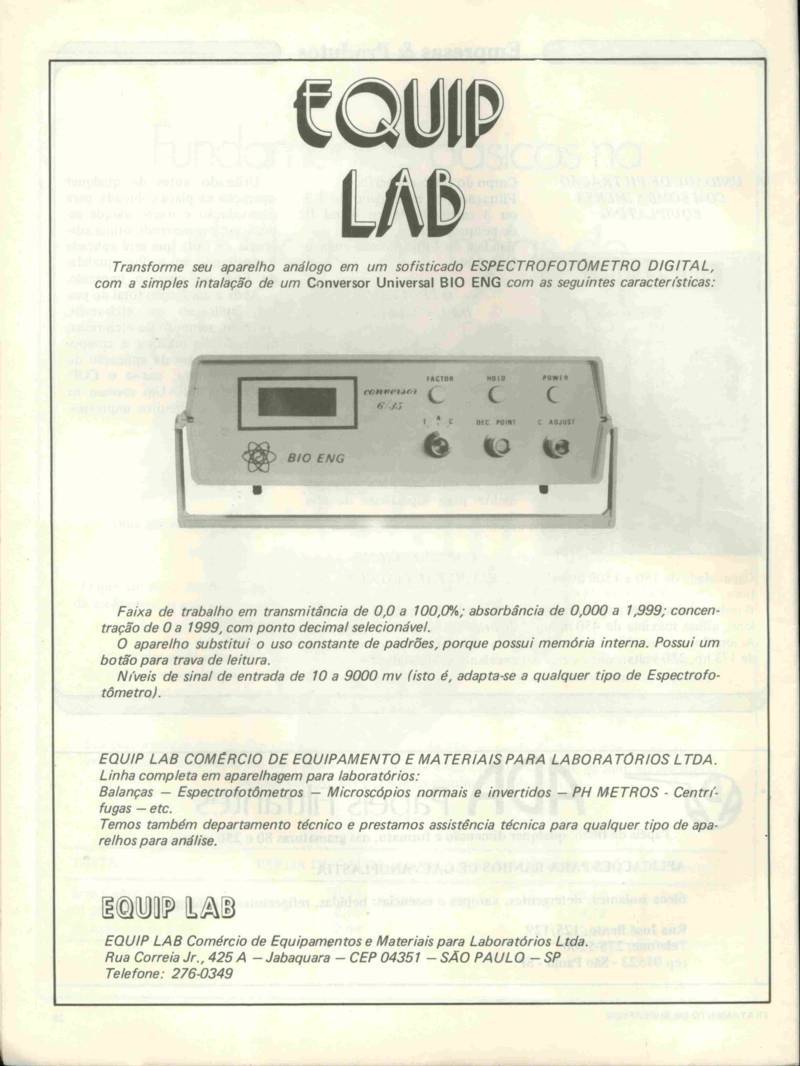 EQUIP
LAB
Transforme seu aparelho análogo em um sofisticado ESPECTROFOTÔMETRO DIGITAL,
com a simples intalação de um Conversor Universal BIO ENG com as seguintes características:
FACTOR HOLD POWER
conversor
6/35
T A C DEC. POINT C ADJUST
BIO ENG
Faixa de trabalho em transmitância de 0,0 a 100,0%; absorbância de 0,000 a 1,999; concen-
tração de 0 a 1999, com ponto decimal selecionável.
O aparelho substitui o uso constante de padrões, porque possui memória interna. Possui um
botão para trava de leitura.
Níveis de sinal de entrada de 10 a 9000 mv (isto é, adapta-se a qualquer tipo de Espectrofo-
tômetro).
EQUIP LAB COMÉRCIO DE EQUIPAMENTO E MATERIAIS PARA LABORATÓRIOS LTDA.
Linha completa em aparelhagem para laboratórios:
Balanças — Espectrofotômetros — Microscópios normais e invertidos — PH METROS - Centrí-
fugas — etc.
Temos também departamento técnico e prestamos assistência técnica para qualquer tipo de apa-
relhos para análise.
EQUIP LAB
EQUIP LAB Comércio de Equipamentos e Materiais para Laboratórios Ltda.
Rua Correia Jr., 425 A — Jabaquara — CEP 04351 — SÃO PAULO — SP
Telefone: 276-0349